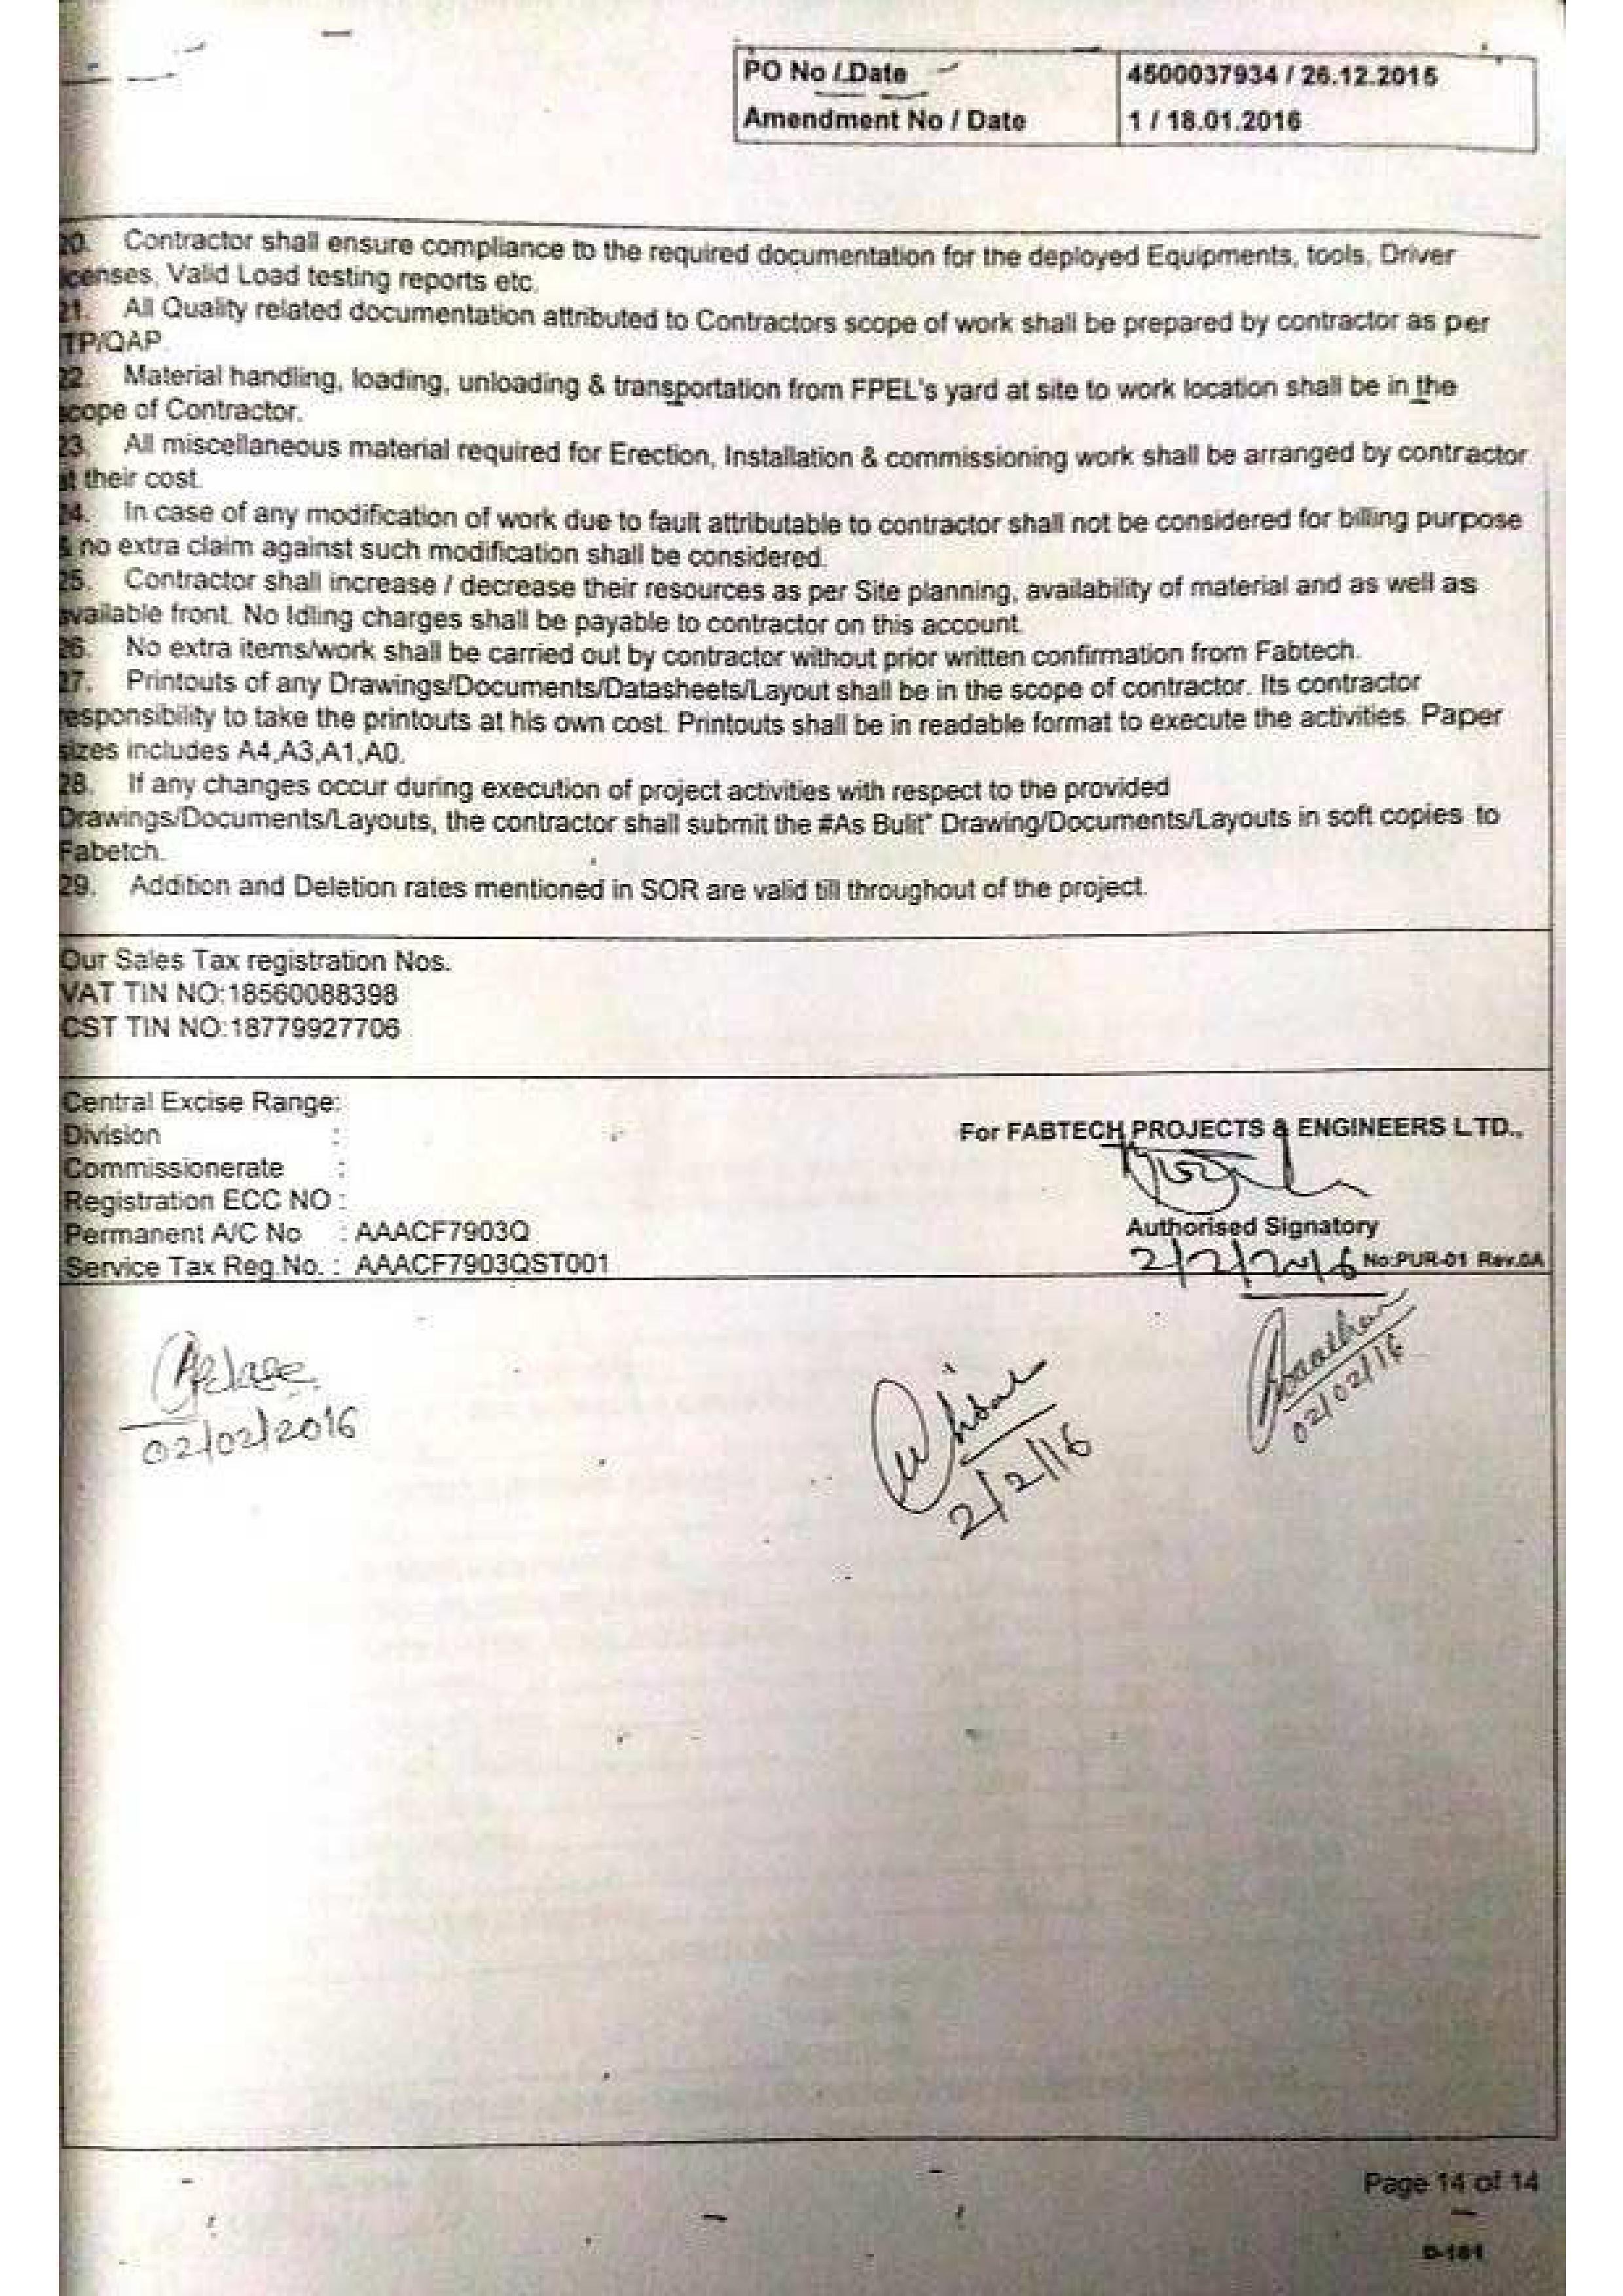 PO No / Date 4500037934 / 26.12.2015
Amendment No / Date 1 / 18.01.2016
20. Contractor shall ensure compliance to the required documentation for the deployed Equipments, tools, Driver
icenses, Valid Load testing reports etc.
21. All Quality related documentation attributed to Contractors scope of work shall be prepared by contractor as per
TP/QAP.
22. Material handling, loading, unloading & transportation from FPEL's yard at site to work location shall be in the
scope of Contractor.
23. All miscellaneous material required for Erection, Installation & commissioning work shall be arranged by contractor
at their cost.
24. In case of any modification of work due to fault attributable to contractor shall not be considered for billing purpose
& no extra claim against such modification shall be considered.
25. Contractor shall increase / decrease their resources as per Site planning, availability of material and as well as
available front. No Idling charges shall be payable to contractor on this account.
26. No extra items/work shall be carried out by contractor without prior written confirmation from Fabtech.
27. Printouts of any Drawings/Documents/Datasheets/Layout shall be in the scope of contractor. Its contractor
responsibility to take the printouts at his own cost. Printouts shall be in readable format to execute the activities. Paper
sizes includes A4,A3,A1,A0.
28. If any changes occur during execution of project activities with respect to the provided
Drawings/Documents/Layouts, the contractor shall submit the #As Bulit" Drawing/Documents/Layouts in soft copies to
Fabetch.
29. Addition and Deletion rates mentioned in SOR are valid till throughout of the project.
Our Sales Tax registration Nos.
VAT TIN NO:18560088398
CST TIN NO:18779927706
Central Excise Range:
Division :
Commissionerate :
Registration ECC NO :
Permanent A/C No : AAACF7903Q
Service Tax Reg.No. : AAACF7903QST001
For FABTECH PROJECTS & ENGINEERS LTD.,
Authorised Signatory
2/2/2016 No:PUR-01 Rev.0A
02/02/2016
2/2/16
02/02/16
Page 14 of 14
D-161